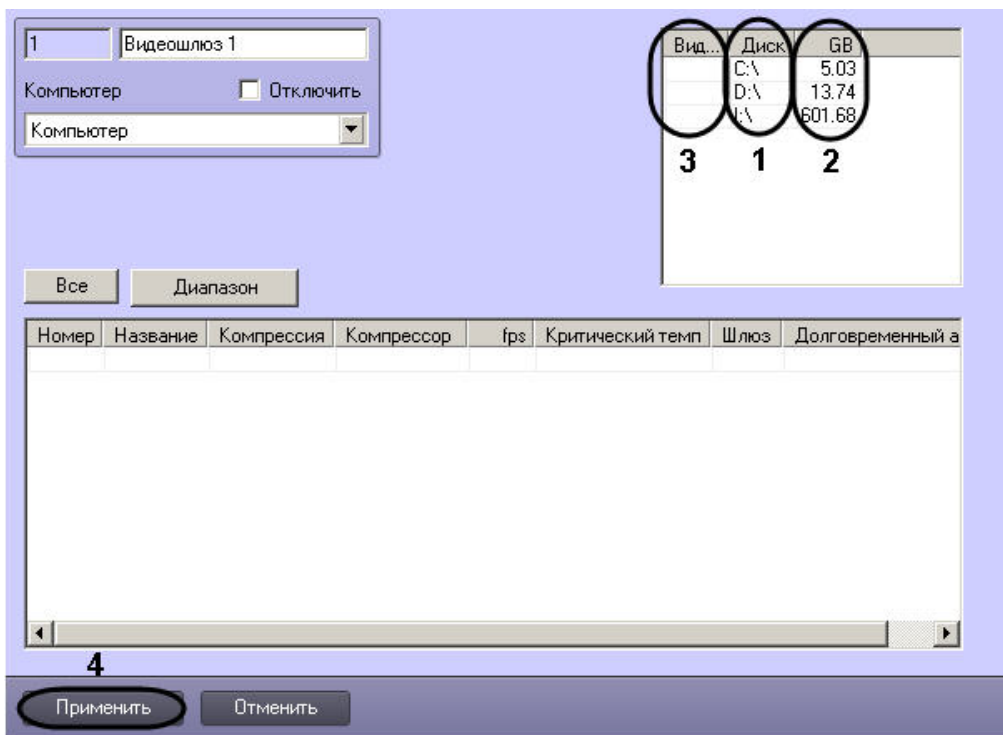 1 Видеошлюз 1
Компьютер Отключить
Компьютер
Вид... Диск GB
C:\ 5.03
D:\ 13.74
I:\ 601.68
3 1 2
Все Диапазон
Номер Название Компрессия Компрессор fps Критический темп Шлюз Долговременный а
4
Применить Отменить